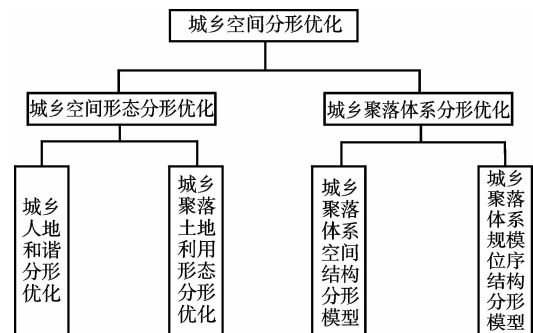 城乡空间分形优化
城乡空间形态分形优化
城乡聚落体系分形优化
城乡
人地
和谐
分形
优化
城乡
聚落
土地
利用
形态
分形
优化
城乡
聚落
体系
空间
结构
分形
模型
城乡
聚落
体系
规模
位序
结构
分形
模型